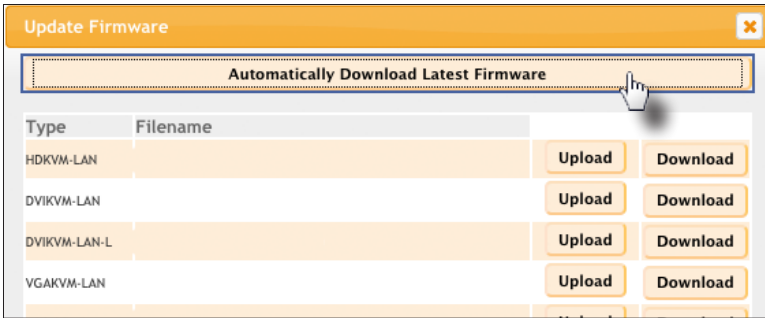 Update Firmware
Automatically Download Latest Firmware
Type Filename
HDKVM-LAN Upload Download
DVIKVM-LAN Upload Download
DVIKVM-LAN-L Upload Download
VGAKVM-LAN Upload Download